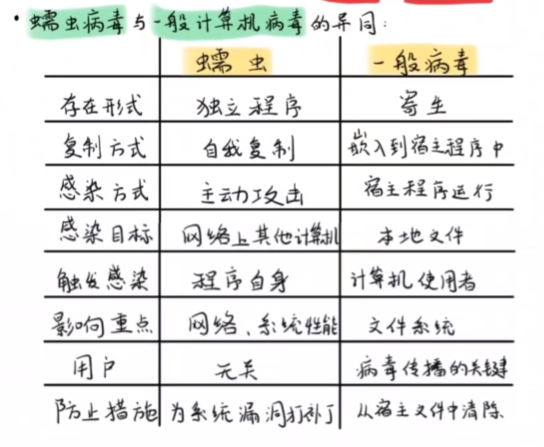 · 蠕虫病毒与一般计算机病毒的异同:
蠕虫 一般病毒
存在形式 独立程序 寄生
复制方式 自我复制 嵌入到宿主程序中
感染方式 主动攻击 宿主程序运行
感染目标 网络上其他计算机 本地文件
触发感染 程序自身 计算机使用者
影响重点 网络、系统性能 文件系统
用户 无关 病毒传播的关键
防止措施 为系统漏洞打补丁 从宿主文件中清除